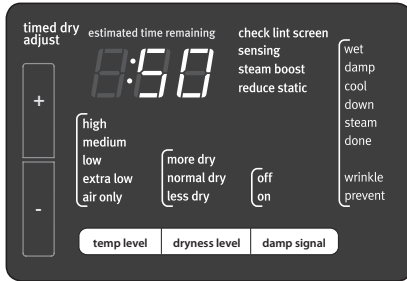 timed dry
adjust
estimated time remaining
:50
check lint screen
sensing
steam boost
reduce static
+
-
high
medium
low
extra low
air only
more dry
normal dry
less dry
off
on
wet
damp
cool
down
steam
done
wrinkle
prevent
temp level
dryness level
damp signal